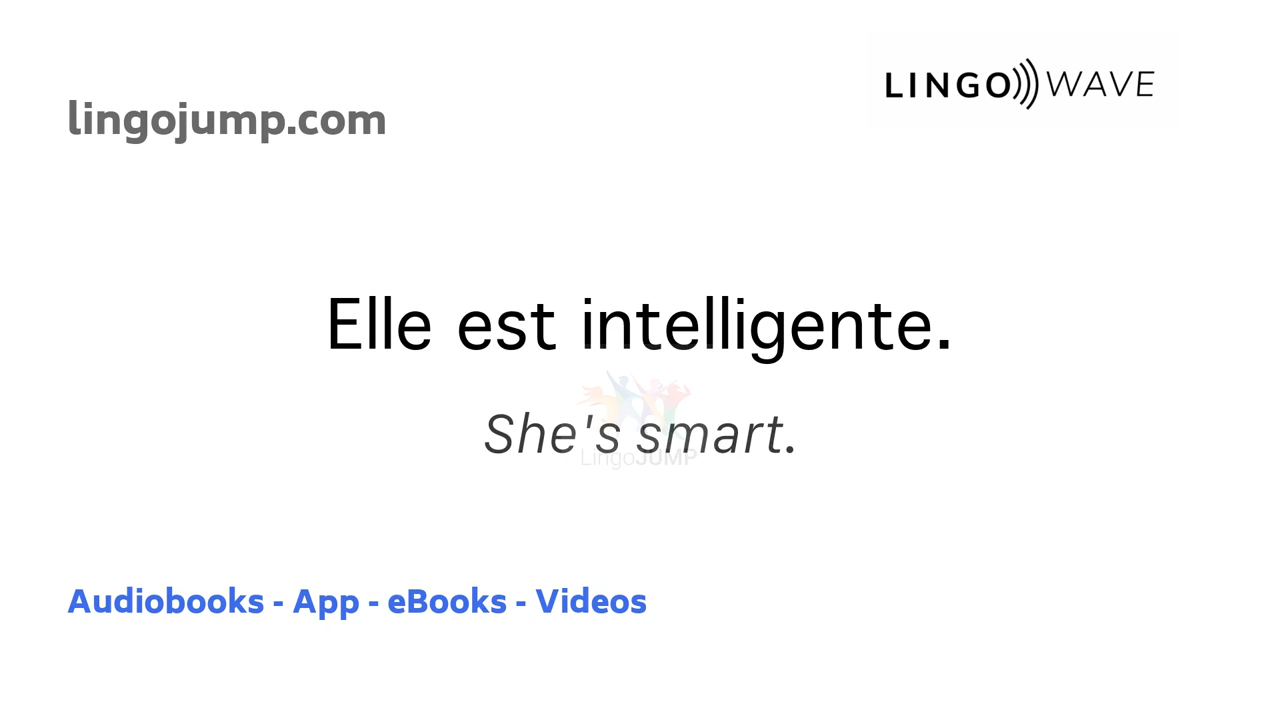 LINGO WAVE
lingojump.com
Elle est intelligente.
She's smart.
LingoJUMP
Audiobooks - App - eBooks - Videos